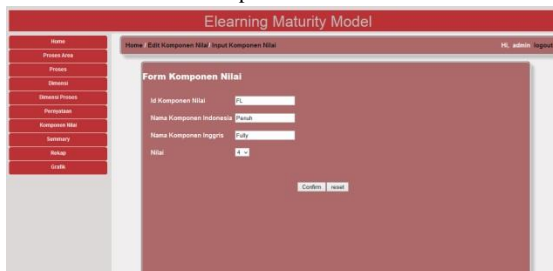 Elearning Maturity Model
Home
Proses Area
Proses
Dimensi
Dimensi Proses
Pernyataan
Komponen Nilai
Summary
Rekap
Grafik
Home / Edit Komponen Nilai/ Input Komponen Nilai
Hi, admin logout
Form Komponen Nilai
Id Komponen Nilai FL
Nama Komponen Indonesia Penuh
Nama Komponen Inggris Fully
Nilai 4
Confirm reset